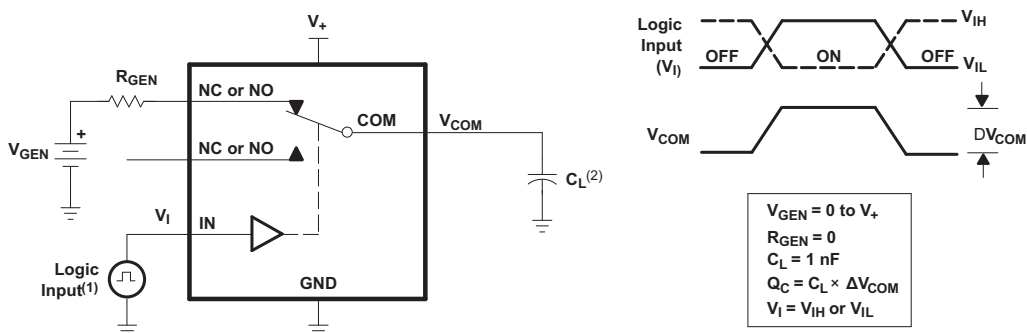 V+
RGEN
NC or NO
COM
VCOM
VGEN
+
NC or NO
CL(2)
VI
IN
Logic
Input(1)
GND
Logic
Input
(VI)
OFF
ON
OFF
VIH
VIL
VCOM
DVCOM
VGEN = 0 to V+
RGEN = 0
CL = 1 nF
QC = CL × ΔVCOM
VI = VIH or VIL